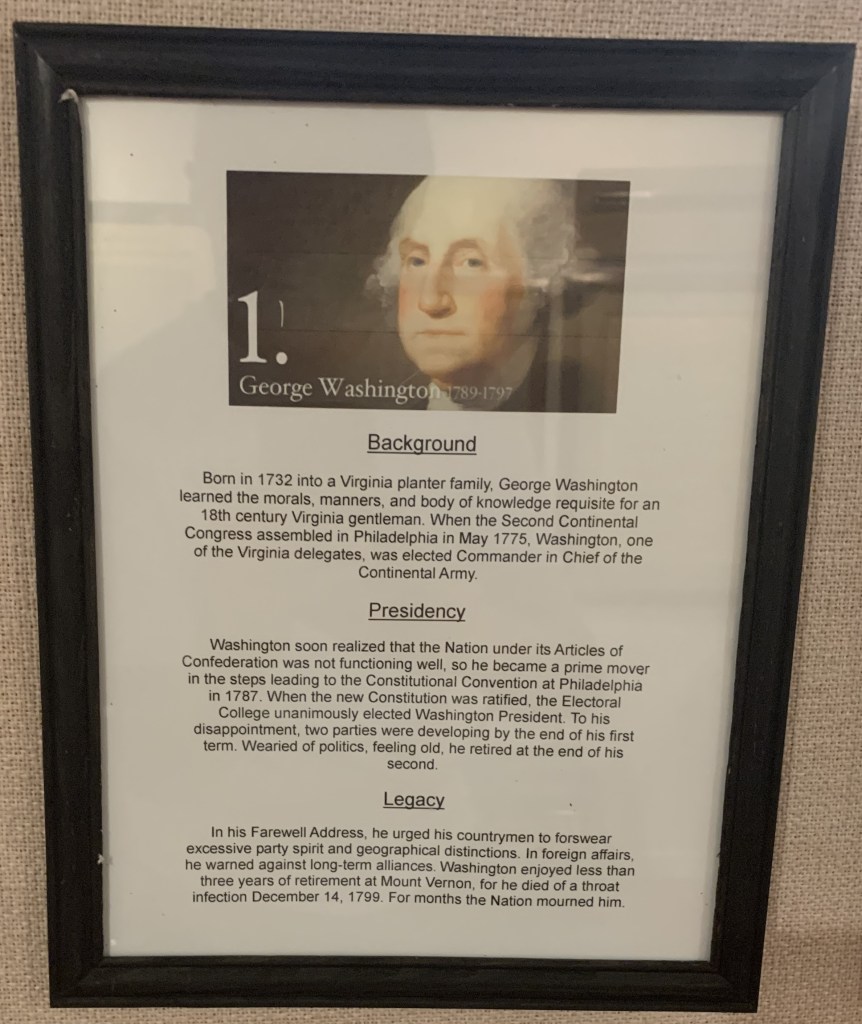 1.
George Washington 1789-1797
Background
Born in 1732 into a Virginia planter family, George Washington
learned the morals, manners, and body of knowledge requisite for an
18th century Virginia gentleman. When the Second Continental
Congress assembled in Philadelphia in May 1775, Washington, one
of the Virginia delegates, was elected Commander in Chief of the
Continental Army.
Presidency
Washington soon realized that the Nation under its Articles of
Confederation was not functioning well, so he became a prime mover
in the steps leading to the Constitutional Convention at Philadelphia
in 1787. When the new Constitution was ratified, the Electoral
College unanimously elected Washington President. To his
disappointment, two parties were developing by the end of his first
term. Wearied of politics, feeling old, he retired at the end of his
second.
Legacy
In his Farewell Address, he urged his countrymen to forswear
excessive party spirit and geographical distinctions. In foreign affairs,
he warned against long-term alliances. Washington enjoyed less than
three years of retirement at Mount Vernon, for he died of a throat
infection December 14, 1799. For months the Nation mourned him.